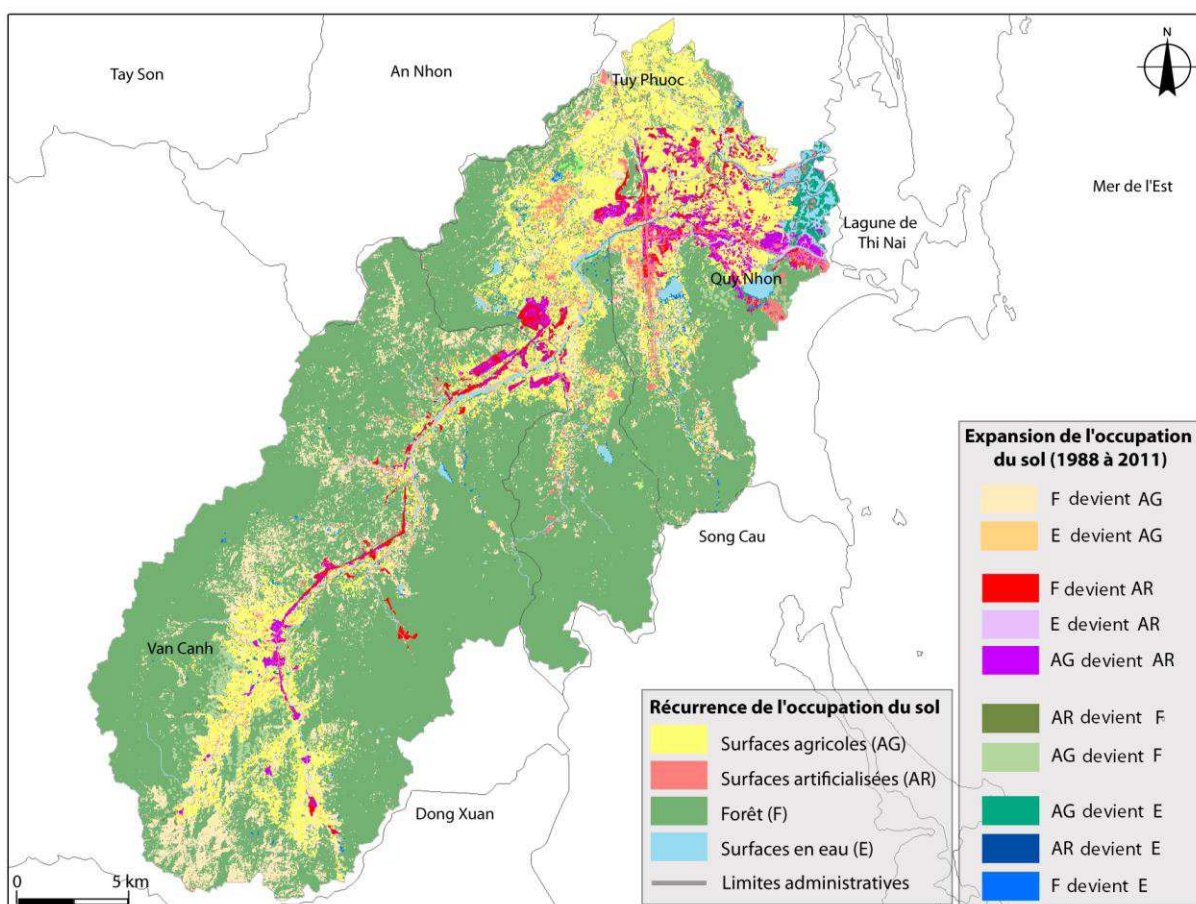 N
Tay Son
An Nhon
Tuy Phuoc
Mer de l'Est
Lagune de
Thi Nai
Quy Nhon
Song Cau
Van Canh
Dong Xuan
0
5 km
Récurrence de l'occupation du sol
Surfaces agricoles (AG)
Surfaces artificialisées (AR)
Forêt (F)
Surfaces en eau (E)
Limites administratives
Expansion de l'occupation
du sol (1988 à 2011)
F devient AG
E devient AG
F devient AR
E devient AR
AG devient AR
AR devient F
AG devient F
AG devient E
AR devient E
F devient E